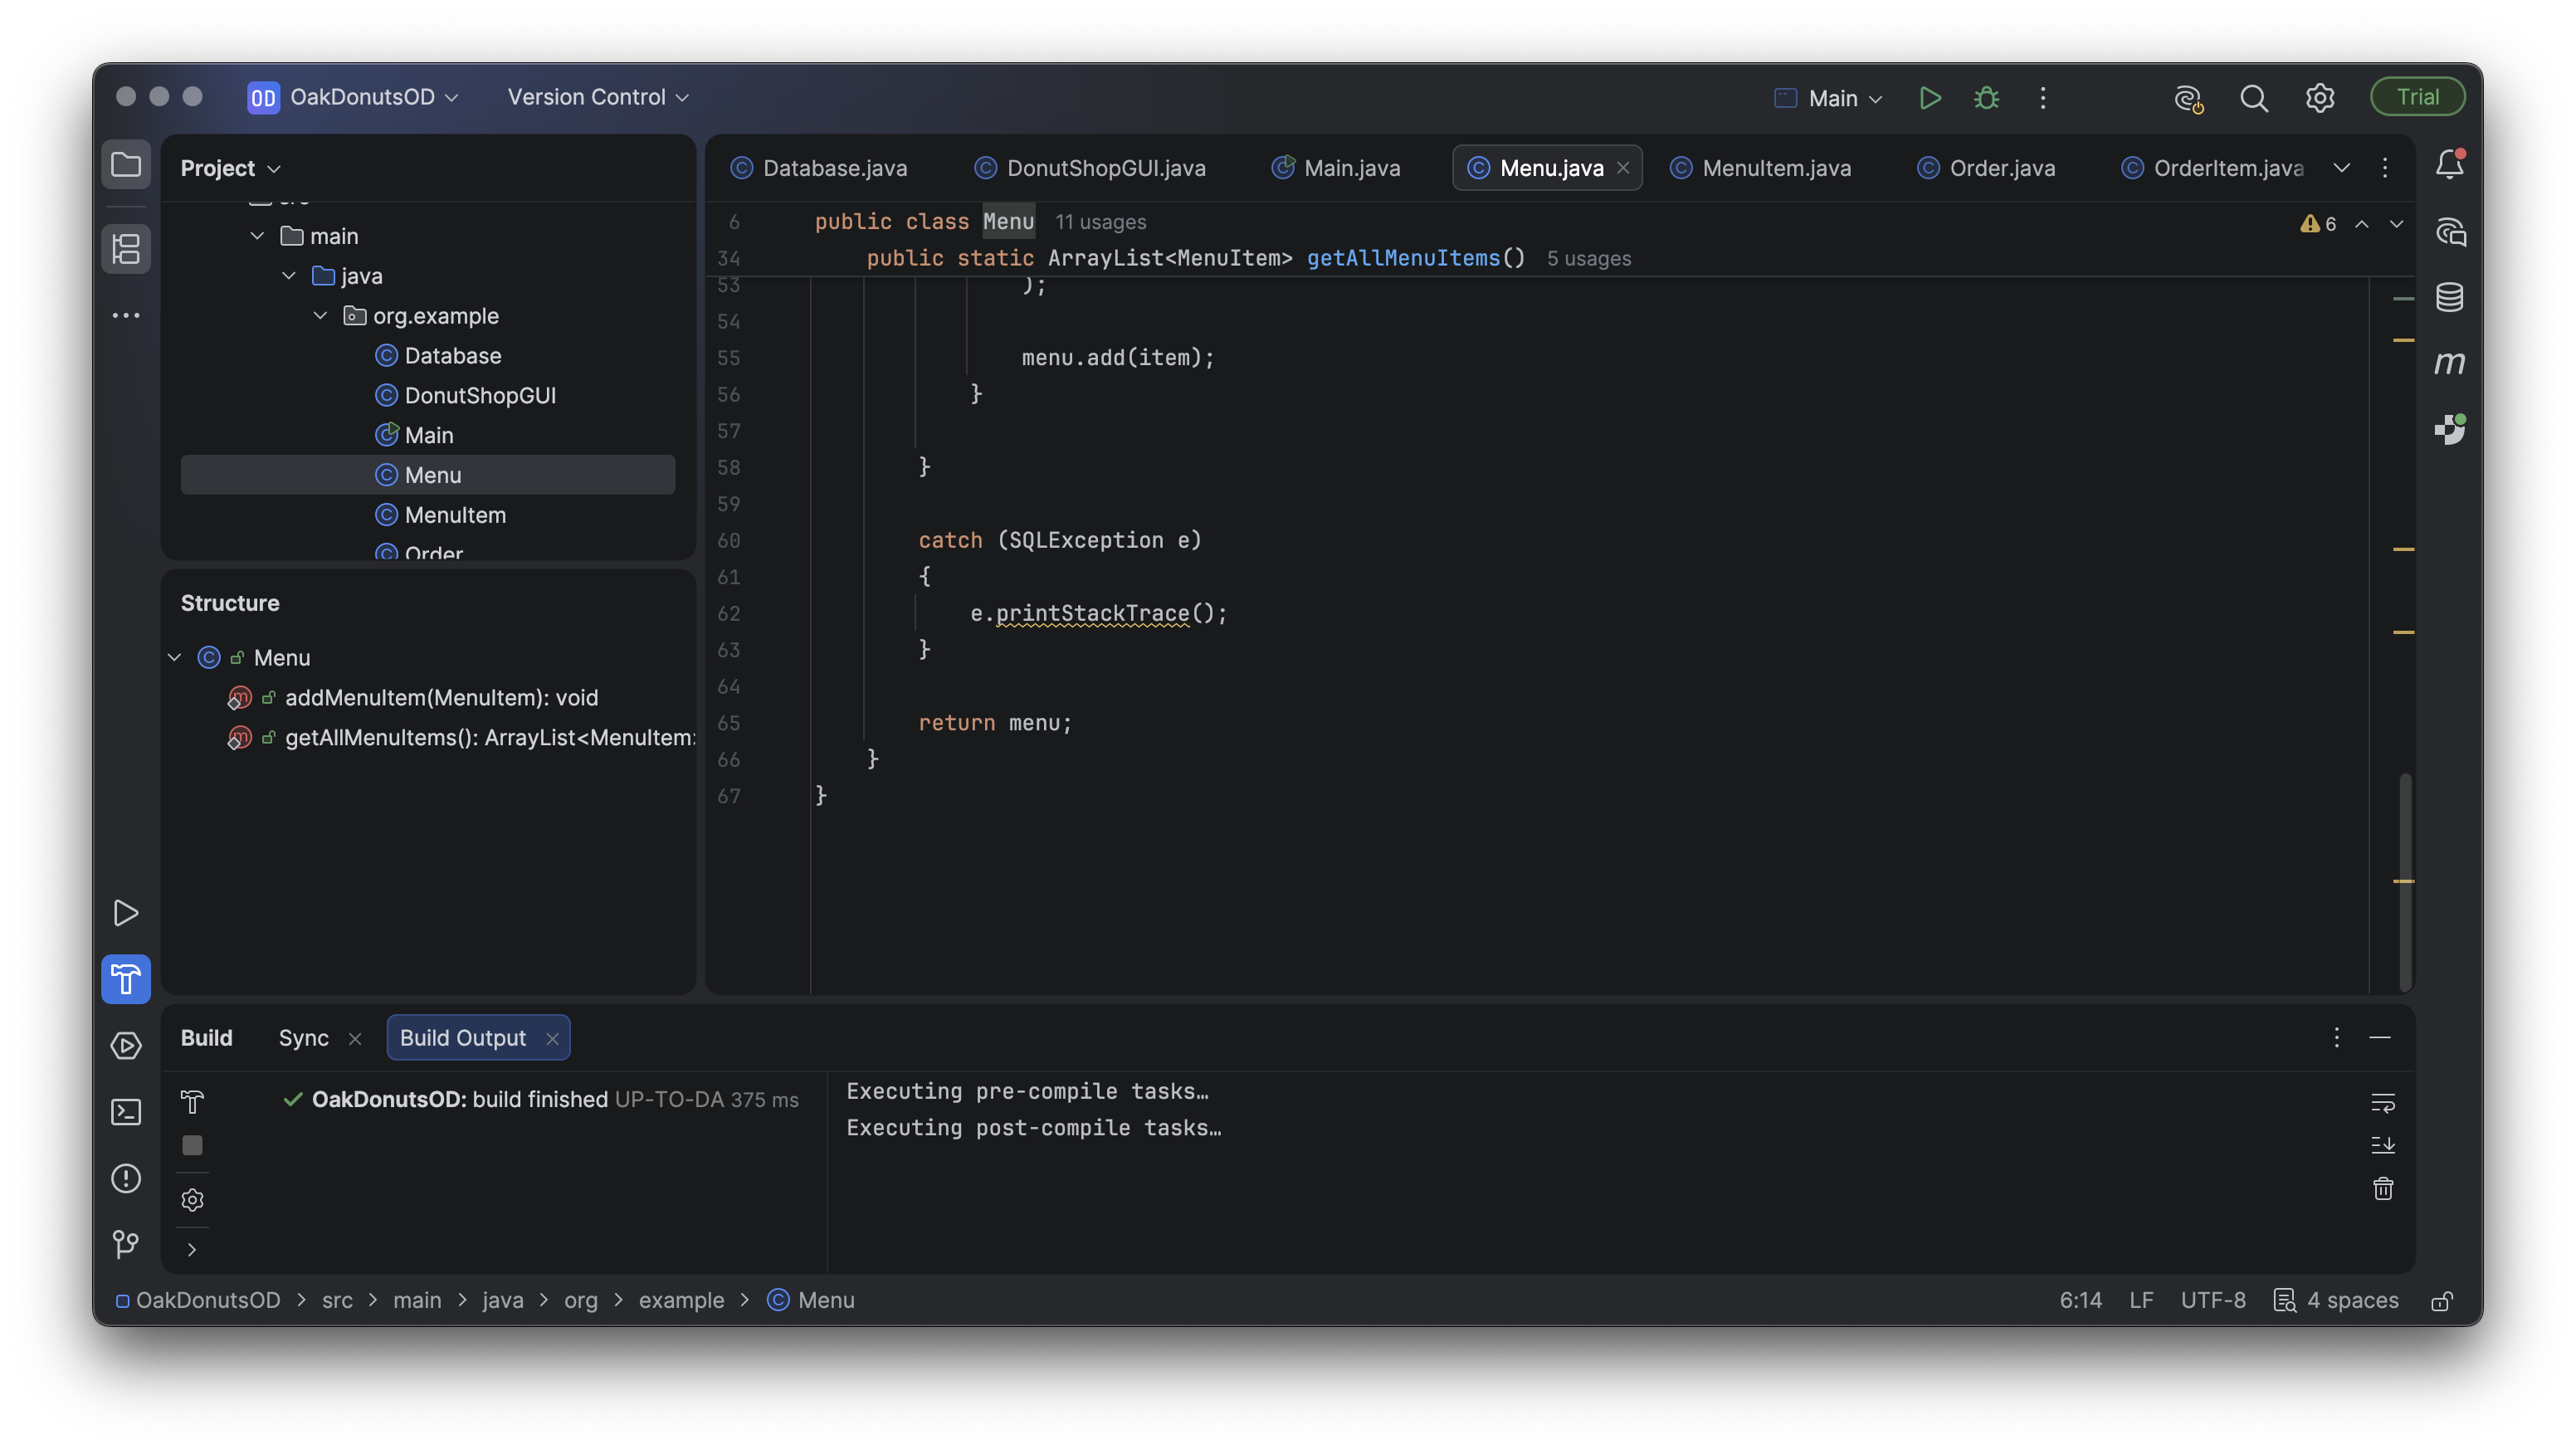 OD OakDonutsOD Version Control Main Trial
Project
main
java
org.example
Database
DonutShopGUI
Main
Menu
MenuItem
Order
Structure
Menu
addMenuItem(MenuItem): void
getAllMenuItems(): ArrayList<MenuItem>
Database.java DonutShopGUI.java Main.java Menu.java MenuItem.java Order.java OrderItem.java
6 public class Menu 11 usages
6
34 public static ArrayList<MenuItem> getAllMenuItems() 5 usages
53 );
54
55 menu.add(item);
56 }
57
58 }
59
60 catch (SQLException e)
61 {
62 e.printStackTrace();
63 }
64
65 return menu;
66 }
67 }
Build Sync Build Output
OakDonutsOD: build finished UP-TO-DA 375 ms
Executing pre-compile tasks…
Executing post-compile tasks…
OakDonutsOD > src > main > java > org > example > Menu
6:14 LF UTF-8 4 spaces